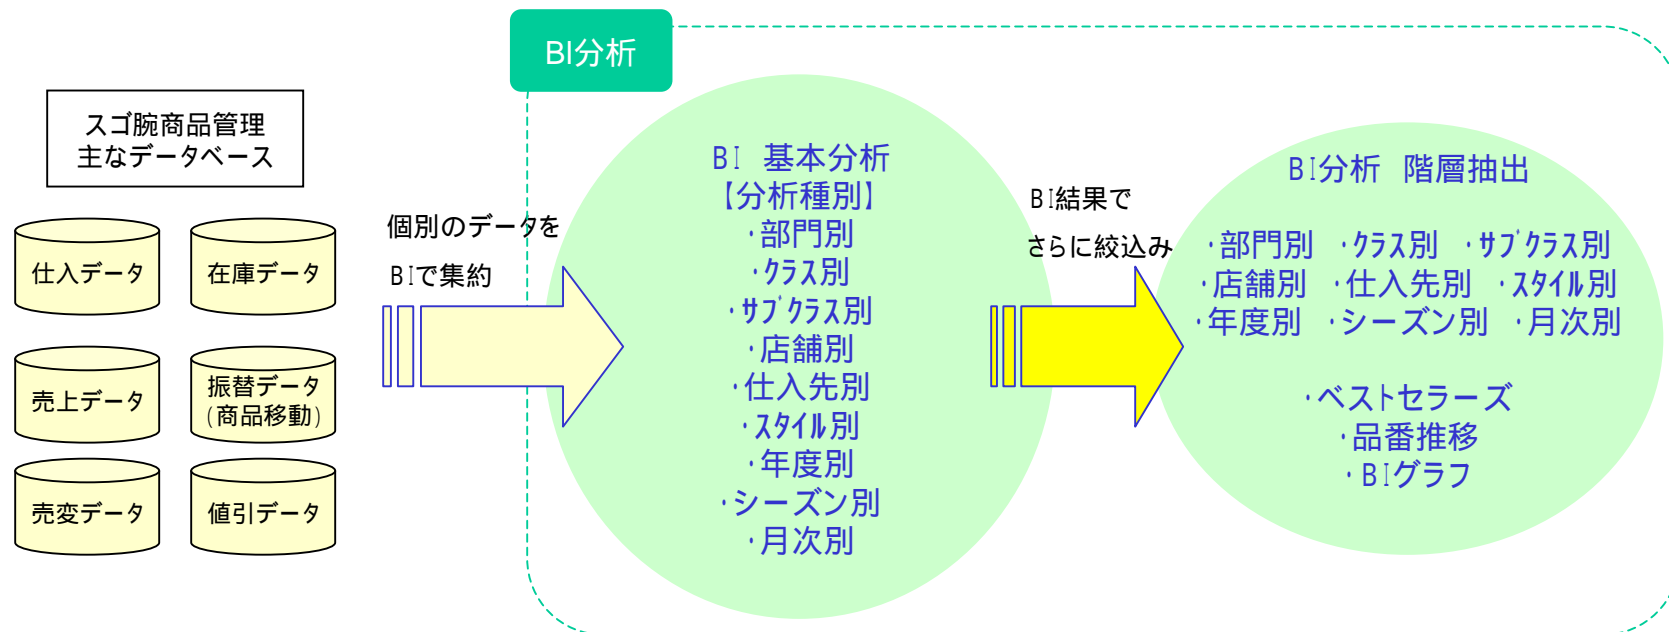 BI分析
スゴ腕商品管理
主なデータベース
仕入データ
在庫データ
売上データ
振替データ
(商品移動)
売変データ
値引データ
個別のデータを
BIで集約
BI 基本分析
【分析種別】
・部門別
・ｸﾗｽ別
・ｻﾌﾞｸﾗｽ別
・店舗別
・仕入先別
・ｽﾀｲﾙ別
・年度別
・シーズン別
・月次別
BI結果で
さらに絞込み
BI分析 階層抽出
・部門別 ・ｸﾗｽ別 ・ｻﾌﾞｸﾗｽ別
・店舗別 ・仕入先別 ・ｽﾀｲﾙ別
・年度別 ・シーズン別 ・月次別
・ベストセラーズ
・品番推移
・BIグラフ